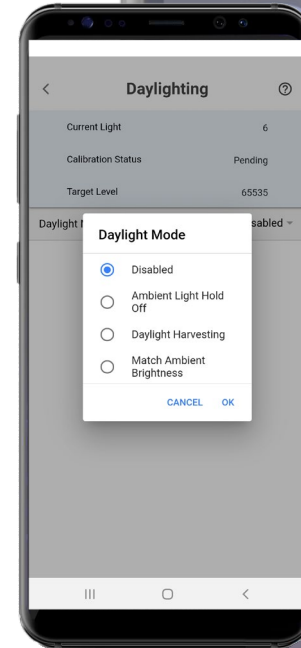 Daylighting
Current Light 6
Calibration Status Pending
Target Level 65535
Daylight sabled
Daylight Mode
Disabled
Ambient Light Hold
Off
Daylight Harvesting
Match Ambient
Brightness
CANCEL OK